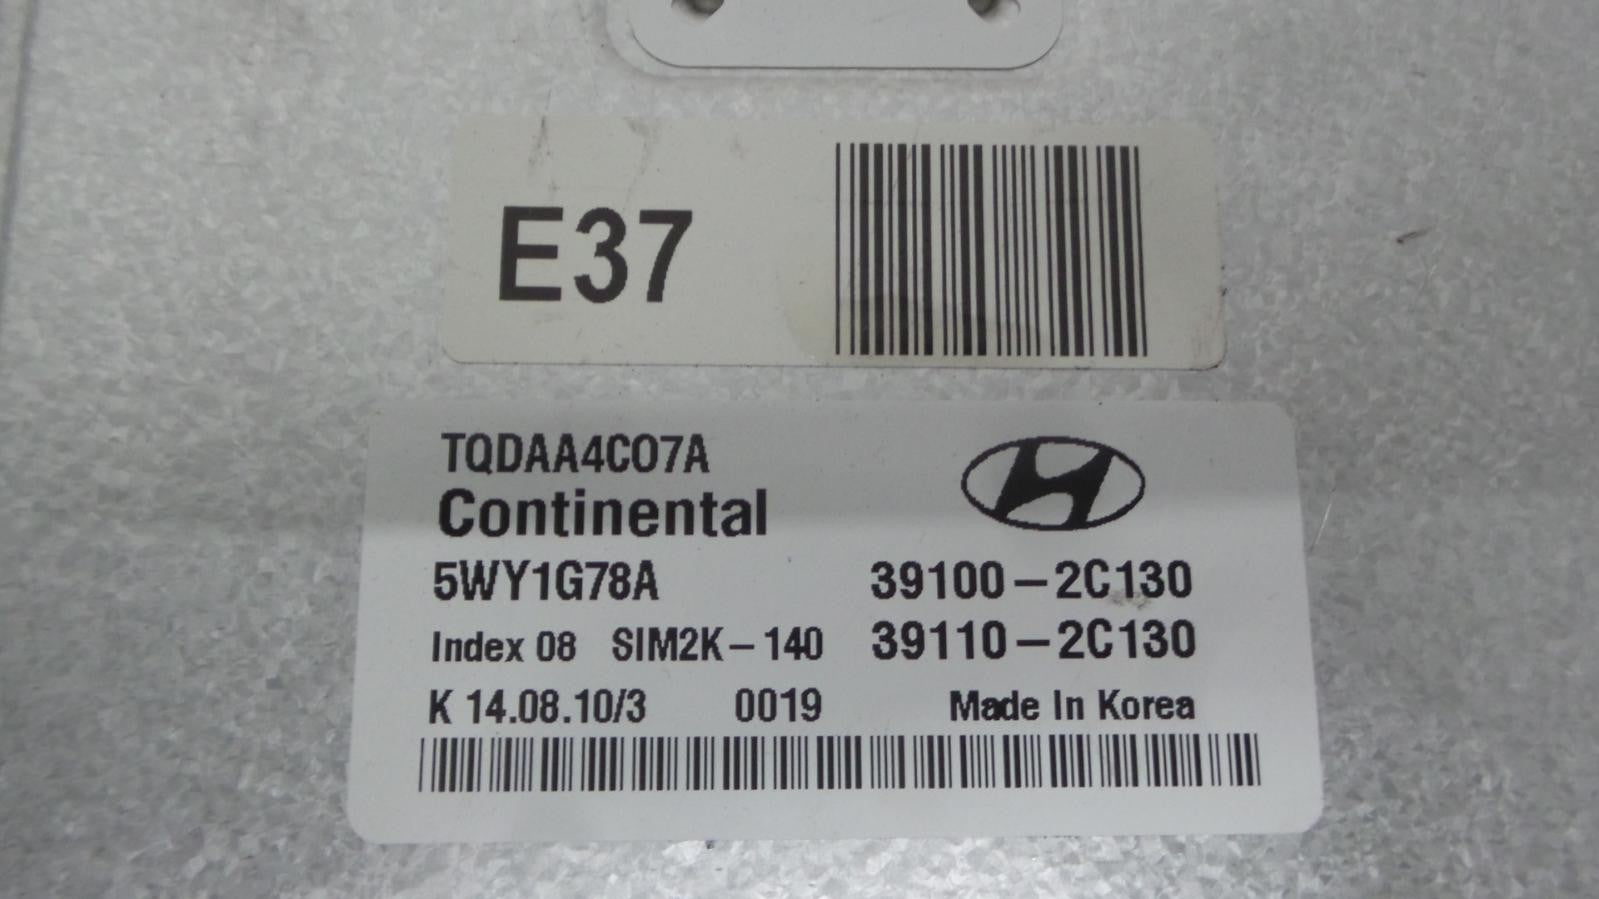 E37
TQDAA4C07A
Continental
5WY1G78A 39100-2C130
Index 08 SIM2K-140 39110-2C130
K 14.08.10/3 0019 Made In Korea